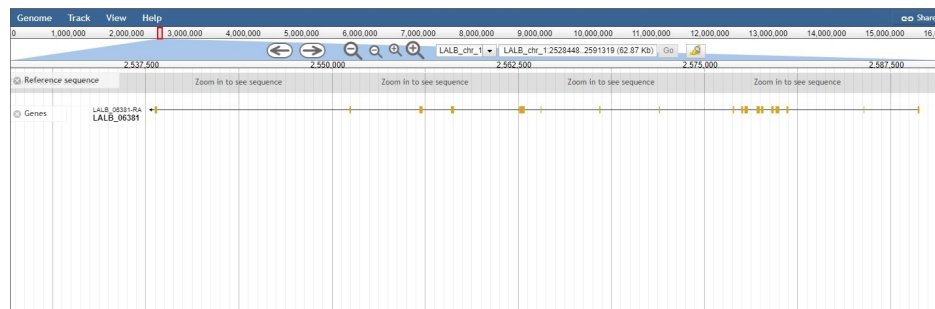 Genome Track View Help Share
0 1,000,000 2,000,000 3,000,000 4,000,000 5,000,000 6,000,000 7,000,000 8,000,000 9,000,000 10,000,000 11,000,000 12,000,000 13,000,000 14,000,000 15,000,000 16,
LALB_chr_1 LALB_chr_1:2528448..2591319 (62.87 Kb) Go
2,537,500 2,550,000 2,562,500 2,575,000 2,587,500
Reference sequence Zoom in to see sequence Zoom in to see sequence Zoom in to see sequence Zoom in to see sequence
LALB_06381-RA
Genes LALB_06381